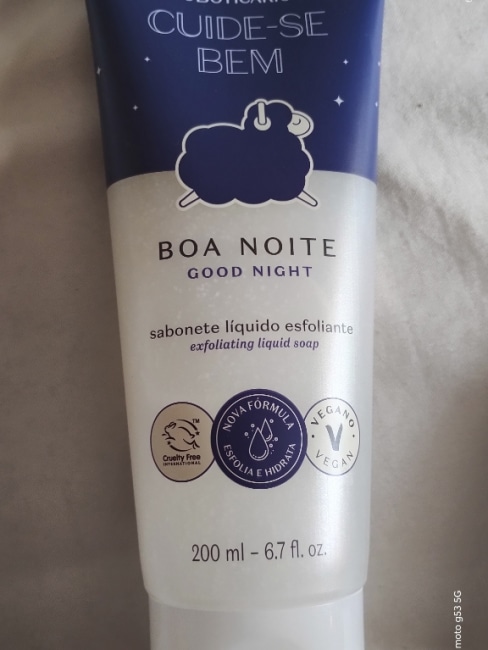 CUIDE-SE
BEM
BOA NOITE
GOOD NIGHT
sabonete líquido esfoliante
exfoliating liquid soap
TM
Cruelty Free
INTERNATIONAL
NOVA FÓRMULA
ESFOLIA E HIDRATA
VEGANO
V
VEGAN
200 ml – 6.7 fl. oz.
moto g53 5G